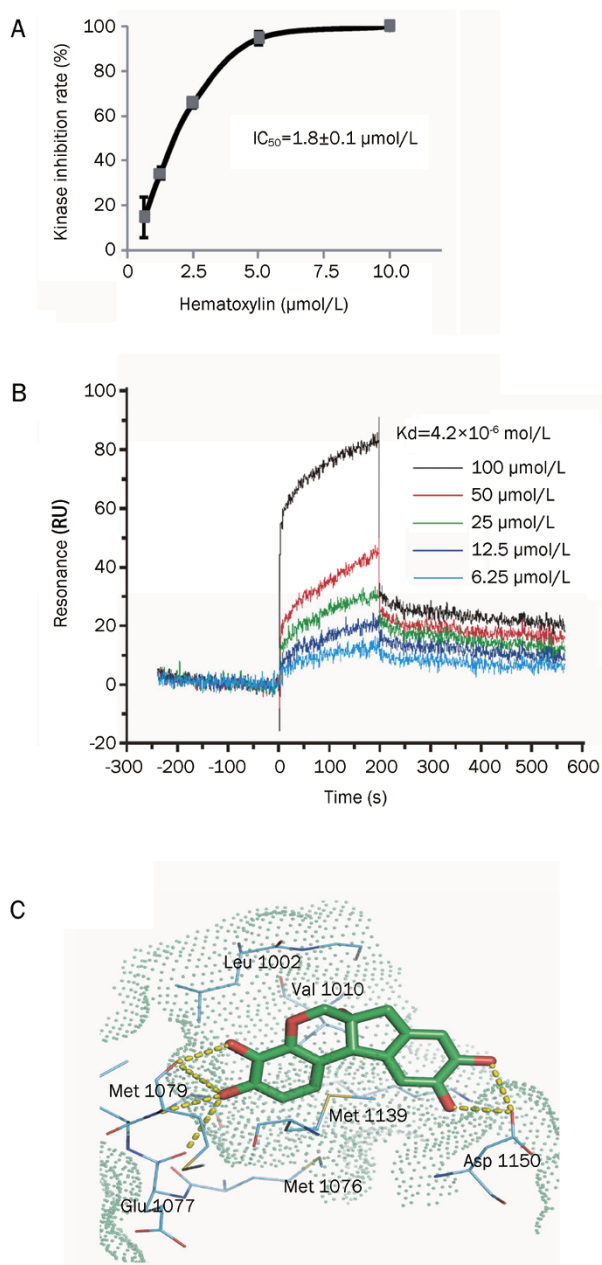 A
Kinase inhibition rate (%)
100
80
60
40
20
0
IC₅₀=1.8±0.1 µmol/L
0 2.5 5.0 7.5 10.0
Hematoxylin (µmol/L)
B
Resonance (RU)
100
80
60
40
20
0
-20
Kd=4.2×10⁻⁶ mol/L
100 µmol/L
50 µmol/L
25 µmol/L
12.5 µmol/L
6.25 µmol/L
-300 -200 -100 0 100 200 300 400 500 600
Time (s)
C
Leu 1002
Val 1010
Met 1079
Met 1139
Asp 1150
Met 1076
Glu 1077